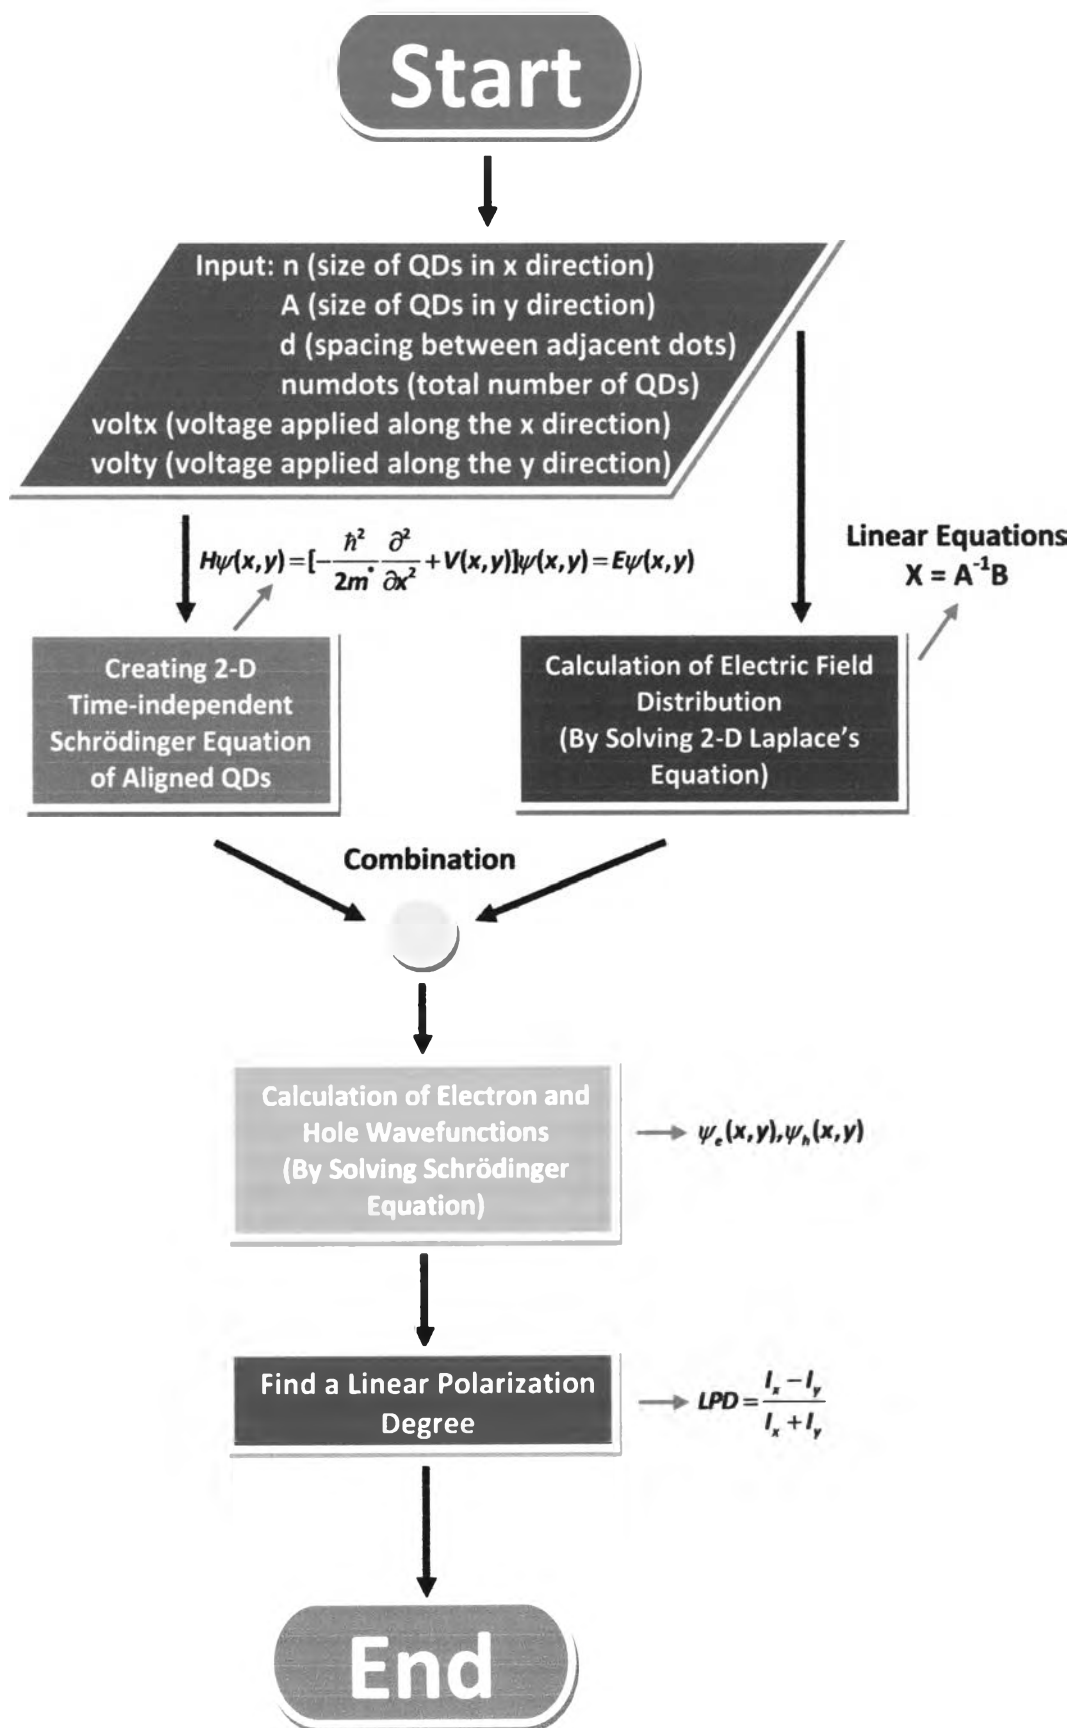 Start
Input: n (size of QDs in x direction)
A (size of QDs in y direction)
d (spacing between adjacent dots)
numdots (total number of QDs)
voltx (voltage applied along the x direction)
volty (voltage applied along the y direction)
Hψ(x,y)=[-ħ²/2m* ∂²/∂x² +V(x,y)]ψ(x,y)=Eψ(x,y)
Linear Equations
X = A⁻¹B
Creating 2-D
Time-independent
Schrödinger Equation
of Aligned QDs
Calculation of Electric Field
Distribution
(By Solving 2-D Laplace's
Equation)
Combination
Calculation of Electron and
Hole Wavefunctions
(By Solving Schrödinger
Equation)
ψₑ(x,y),ψₕ(x,y)
Find a Linear Polarization
Degree
LPD = (Iₓ - I_y)/(Iₓ + I_y)
End